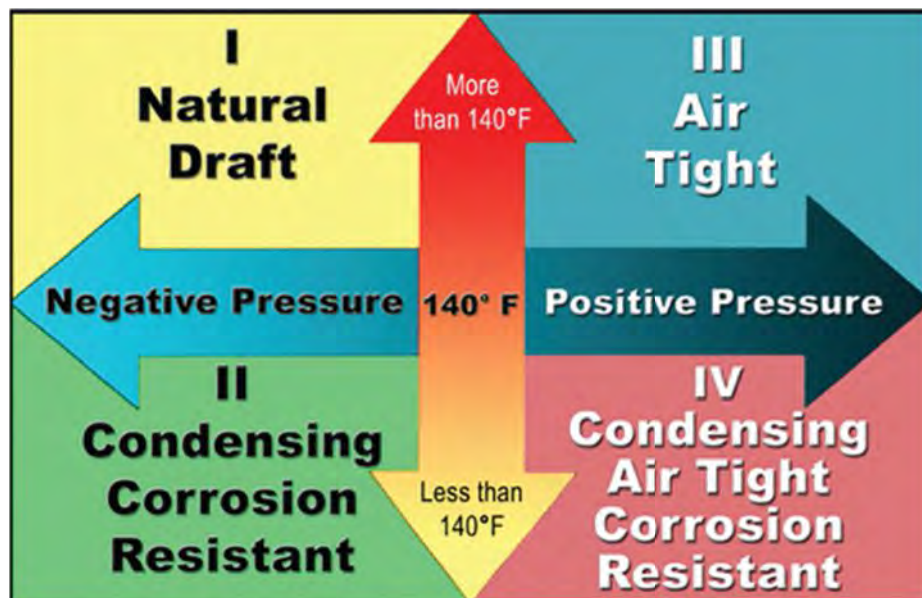 I
Natural
Draft
More
than 140°F
III
Air
Tight
Negative Pressure
140° F
Positive Pressure
II
Condensing
Corrosion
Resistant
Less than
140°F
IV
Condensing
Air Tight
Corrosion
Resistant